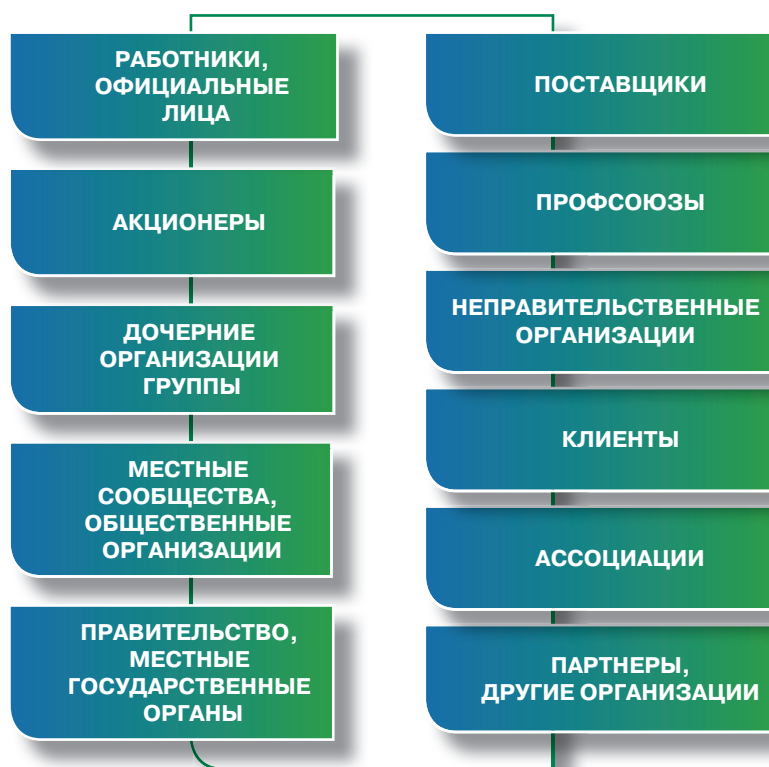 РАБОТНИКИ,
ОФИЦИАЛЬНЫЕ
ЛИЦА
АКЦИОНЕРЫ
ДОЧЕРНИЕ
ОРГАНИЗАЦИИ
ГРУППЫ
МЕСТНЫЕ
СООБЩЕСТВА,
ОБЩЕСТВЕННЫЕ
ОРГАНИЗАЦИИ
ПРАВИТЕЛЬСТВО,
МЕСТНЫЕ
ГОСУДАРСТВЕННЫЕ
ОРГАНЫ
ПОСТАВЩИКИ
ПРОФСОЮЗЫ
НЕПРАВИТЕЛЬСТВЕННЫЕ
ОРГАНИЗАЦИИ
КЛИЕНТЫ
АССОЦИАЦИИ
ПАРТНЕРЫ,
ДРУГИЕ ОРГАНИЗАЦИИ